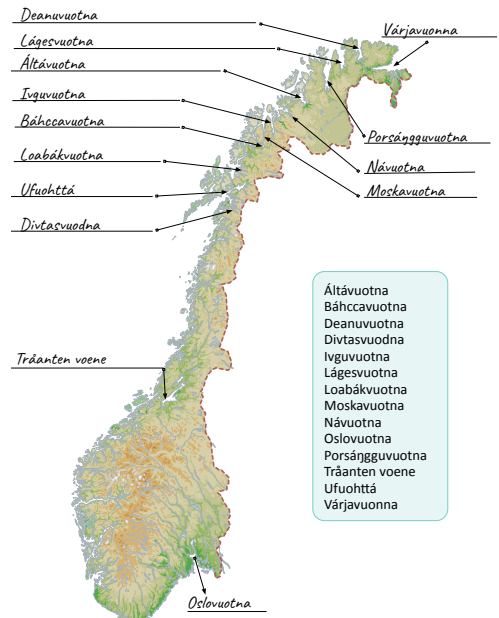 Deanuvuotna
Lágesvuotna
Áltávuotna
Ivguvuotna
Báhccavuotna
Loabákvuotna
Ufuohttá
Divtasvuodna
Tråanten voene
Várjavuonna
Porsáŋgguvuotna
Návuotna
Moskavuotna
Oslovuotna
Áltávuotna
Báhccavuotna
Deanuvuotna
Divtasvuodna
Ivguvuotna
Lágesvuotna
Loabákvuotna
Moskavuotna
Návuotna
Oslovuotna
Porsáŋgguvuotna
Tråanten voene
Ufuohttá
Várjavuonna